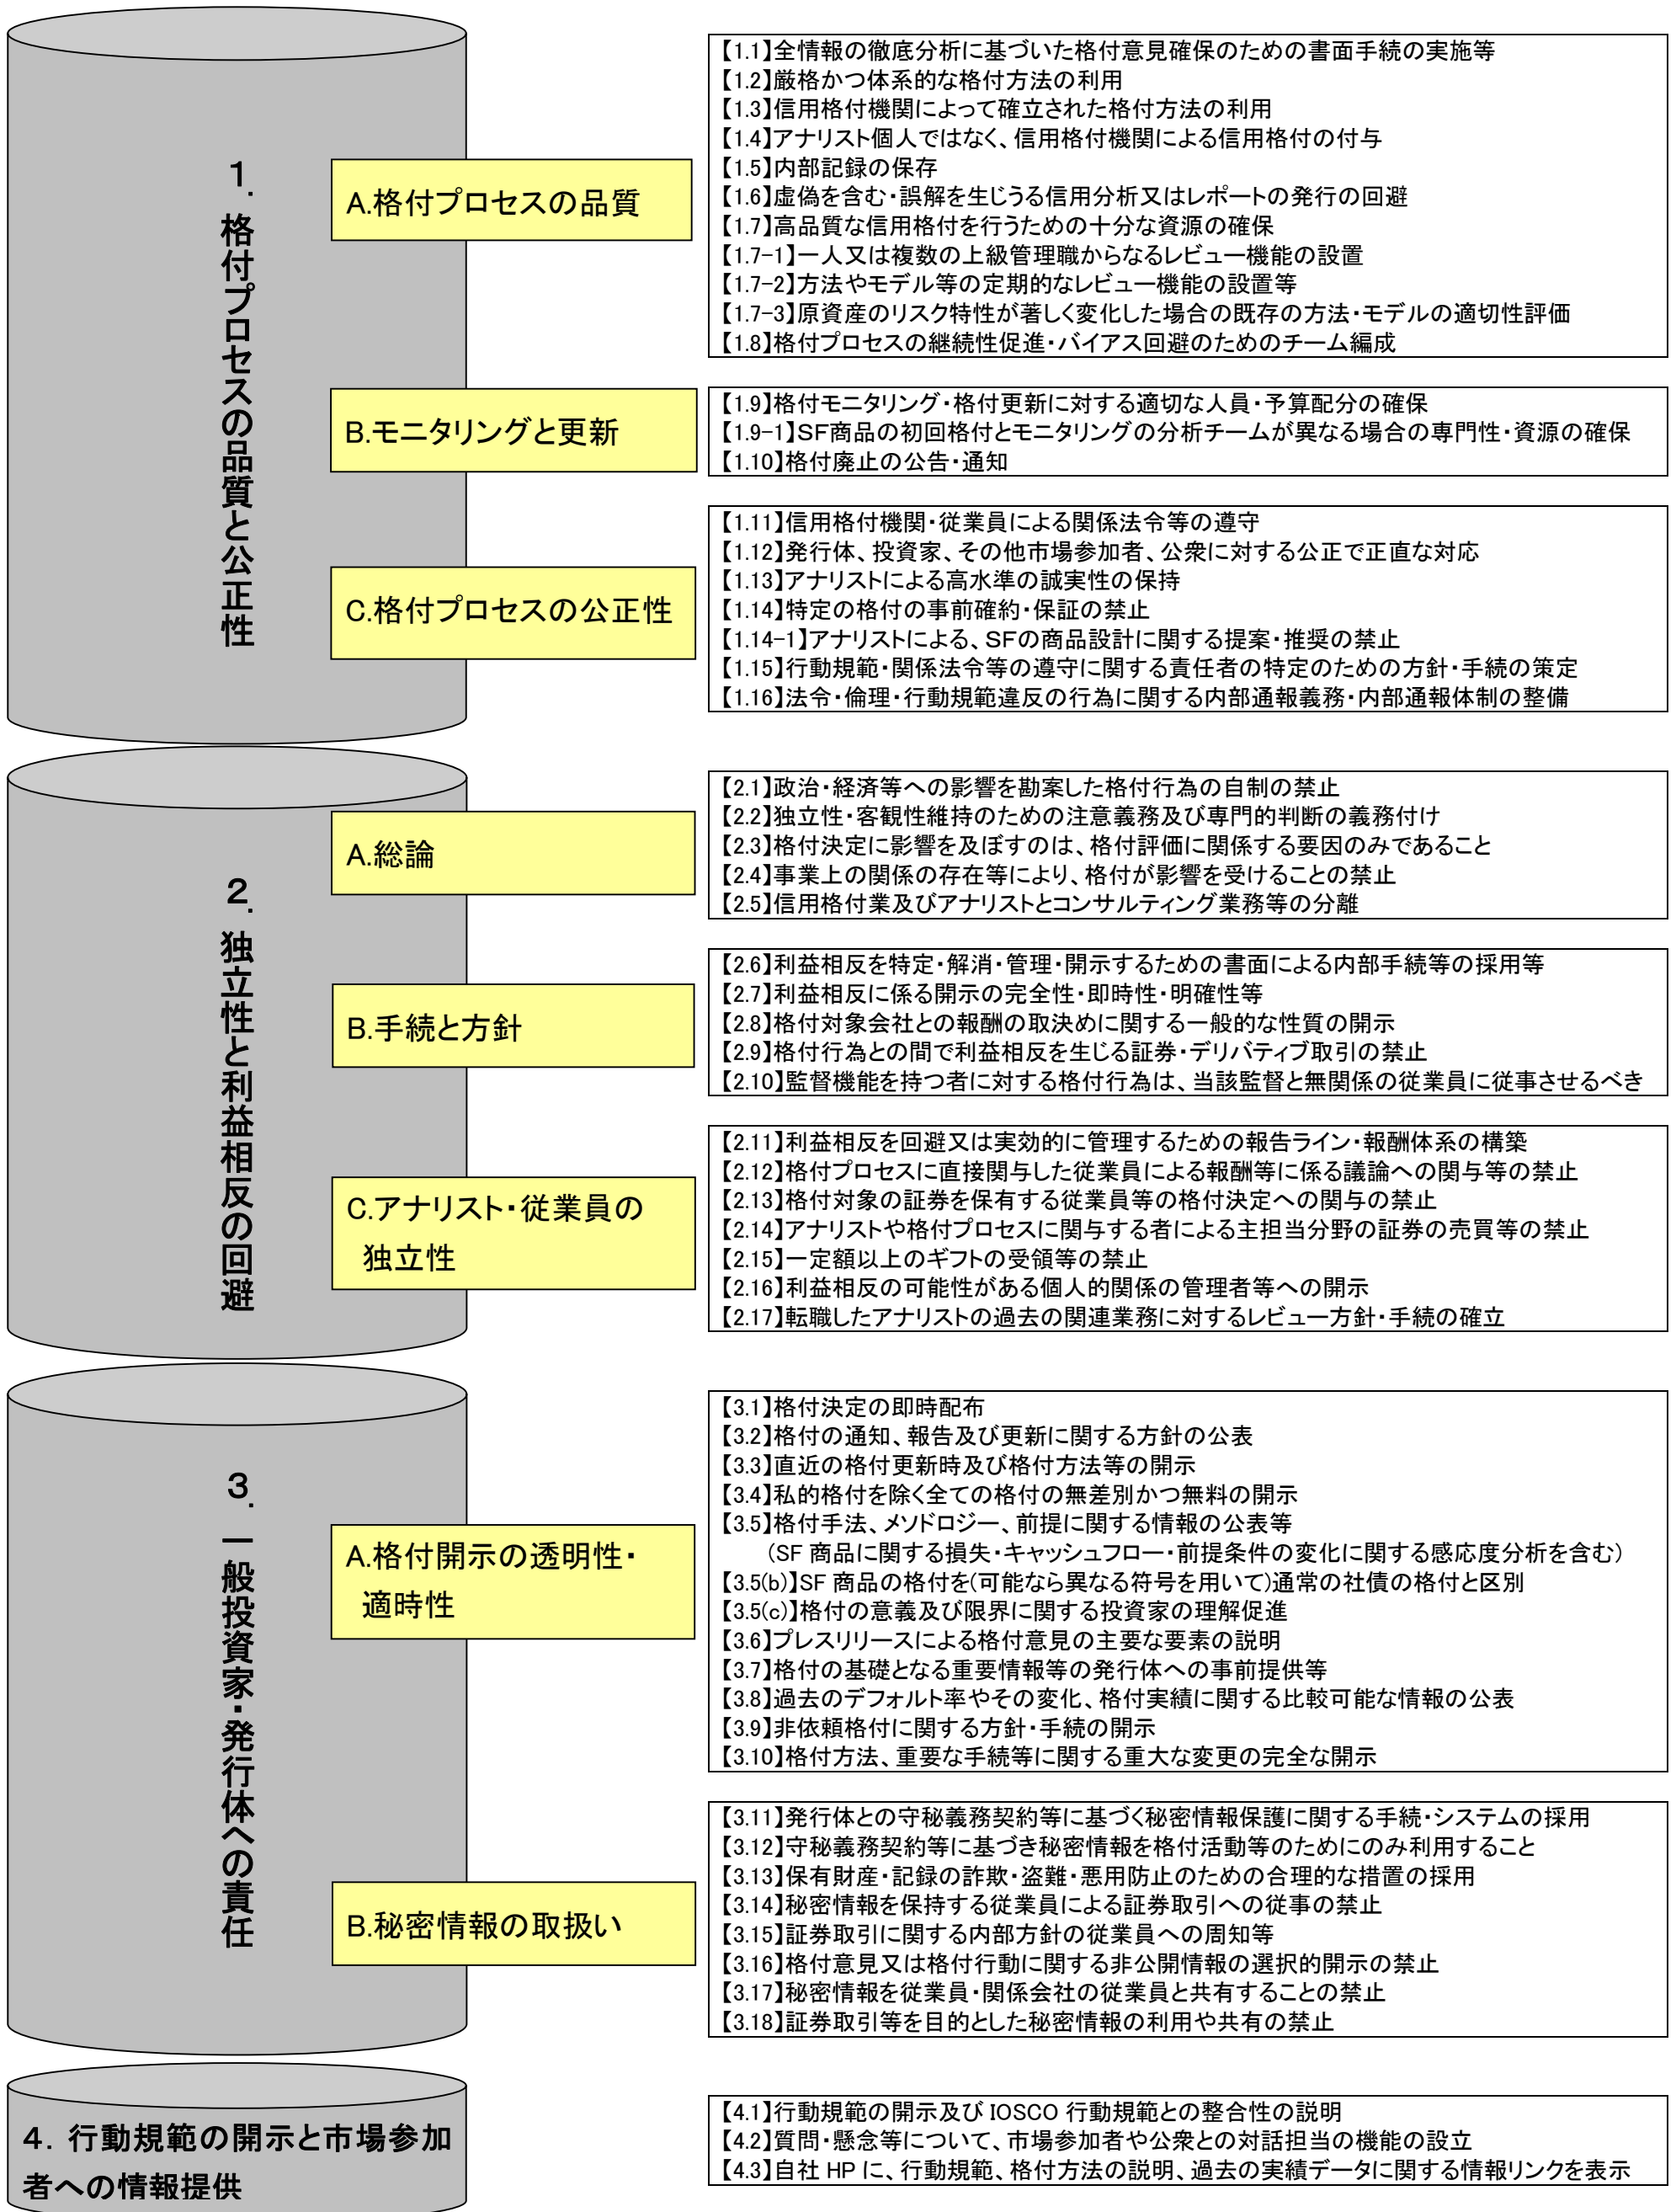 1. 格付プロセスの品質と公正性
A.格付プロセスの品質
【1.1】全情報の徹底分析に基づいた格付意見確保のための書面手続の実施等
【1.2】厳格かつ体系的な格付方法の利用
【1.3】信用格付機関によって確立された格付方法の利用
【1.4】アナリスト個人ではなく、信用格付機関による信用格付の付与
【1.5】内部記録の保存
【1.6】虚偽を含む・誤解を生じうる信用分析又はレポートの発行の回避
【1.7】高品質な信用格付を行うための十分な資源の確保
【1.7-1】一人又は複数の上級管理職からなるレビュー機能の設置
【1.7-2】方法やモデル等の定期的なレビュー機能の設置等
【1.7-3】原資産のリスク特性が著しく変化した場合の既存の方法・モデルの適切性評価
【1.8】格付プロセスの継続性促進・バイアス回避のためのチーム編成
B.モニタリングと更新
【1.9】格付モニタリング・格付更新に対する適切な人員・予算配分の確保
【1.9-1】SF商品の初回格付とモニタリングの分析チームが異なる場合の専門性・資源の確保
【1.10】格付廃止の公告・通知
C.格付プロセスの公正性
【1.11】信用格付機関・従業員による関係法令等の遵守
【1.12】発行体、投資家、その他市場参加者、公衆に対する公正で正直な対応
【1.13】アナリストによる高水準の誠実性の保持
【1.14】特定の格付の事前確約・保証の禁止
【1.14-1】アナリストによる、SFの商品設計に関する提案・推奨の禁止
【1.15】行動規範・関係法令等の遵守に関する責任者の特定のための方針・手続の策定
【1.16】法令・倫理・行動規範違反の行為に関する内部通報義務・内部通報体制の整備
2. 独立性と利益相反の回避
A.総論
【2.1】政治・経済等への影響を勘案した格付行為の自制の禁止
【2.2】独立性・客観性維持のための注意義務及び専門的判断の義務付け
【2.3】格付決定に影響を及ぼすのは、格付評価に関係する要因のみであること
【2.4】事業上の関係の存在等により、格付が影響を受けることの禁止
【2.5】信用格付業及びアナリストとコンサルティング業務等の分離
B.手続と方針
【2.6】利益相反を特定・解消・管理・開示するための書面による内部手続等の採用等
【2.7】利益相反に係る開示の完全性・即時性・明確性等
【2.8】格付対象会社との報酬の取決めに関する一般的な性質の開示
【2.9】格付行為との間で利益相反を生じる証券・デリバティブ取引の禁止
【2.10】監督機能を持つ者に対する格付行為は、当該監督と無関係の従業員に従事させるべき
C.アナリスト・従業員の
独立性
【2.11】利益相反を回避又は実効的に管理するための報告ライン・報酬体系の構築
【2.12】格付プロセスに直接関与した従業員による報酬等に係る議論への関与等の禁止
【2.13】格付対象の証券を保有する従業員等の格付決定への関与の禁止
【2.14】アナリストや格付プロセスに関与する者による主担当分野の証券の売買等の禁止
【2.15】一定額以上のギフトの受領等の禁止
【2.16】利益相反の可能性がある個人的関係の管理者等への開示
【2.17】転職したアナリストの過去の関連業務に対するレビュー方針・手続の確立
3. 一般投資家・発行体への責任
A.格付開示の透明性・
適時性
【3.1】格付決定の即時配布
【3.2】格付の通知、報告及び更新に関する方針の公表
【3.3】直近の格付更新時及び格付方法等の開示
【3.4】私的格付を除く全ての格付の無差別かつ無料の開示
【3.5】格付手法、メソドロジー、前提に関する情報の公表等
（SF 商品に関する損失・キャッシュフロー・前提条件の変化に関する感応度分析を含む）
【3.5(b)】SF 商品の格付を(可能なら異なる符号を用いて)通常の社債の格付と区別
【3.5(c)】格付の意義及び限界に関する投資家の理解促進
【3.6】プレスリリースによる格付意見の主要な要素の説明
【3.7】格付の基礎となる重要情報等の発行体への事前提供等
【3.8】過去のデフォルト率やその変化、格付実績に関する比較可能な情報の公表
【3.9】非依頼格付に関する方針・手続の開示
【3.10】格付方法、重要な手続等に関する重大な変更の完全な開示
B.秘密情報の取扱い
【3.11】発行体との守秘義務契約等に基づく秘密情報保護に関する手続・システムの採用
【3.12】守秘義務契約等に基づき秘密情報を格付活動等のためにのみ利用すること
【3.13】保有財産・記録の詐欺・盗難・悪用防止のための合理的な措置の採用
【3.14】秘密情報を保持する従業員による証券取引への従事の禁止
【3.15】証券取引に関する内部方針の従業員への周知等
【3.16】格付意見又は格付行動に関する非公開情報の選択的開示の禁止
【3.17】秘密情報を従業員・関係会社の従業員と共有することの禁止
【3.18】証券取引等を目的とした秘密情報の利用や共有の禁止
4. 行動規範の開示と市場参加
者への情報提供
【4.1】行動規範の開示及び IOSCO 行動規範との整合性の説明
【4.2】質問・懸念等について、市場参加者や公衆との対話担当の機能の設立
【4.3】自社 HP に、行動規範、格付方法の説明、過去の実績データに関する情報リンクを表示